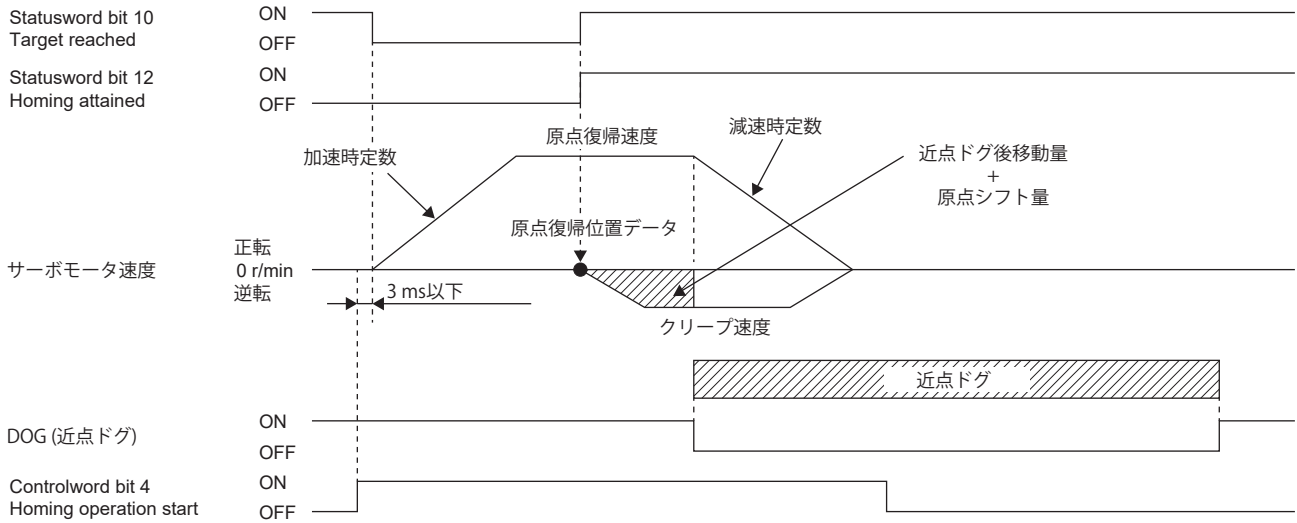 Statusword bit 10
Target reached
ON
OFF
Statusword bit 12
Homing attained
ON
OFF
原点復帰速度
減速時定数
加速時定数
近点ドグ後移動量
+
原点シフト量
原点復帰位置データ
サーボモータ速度
正転
0 r/min
逆転
3 ms以下
クリープ速度
近点ドグ
DOG (近点ドグ)
ON
OFF
Controlword bit 4
Homing operation start
ON
OFF